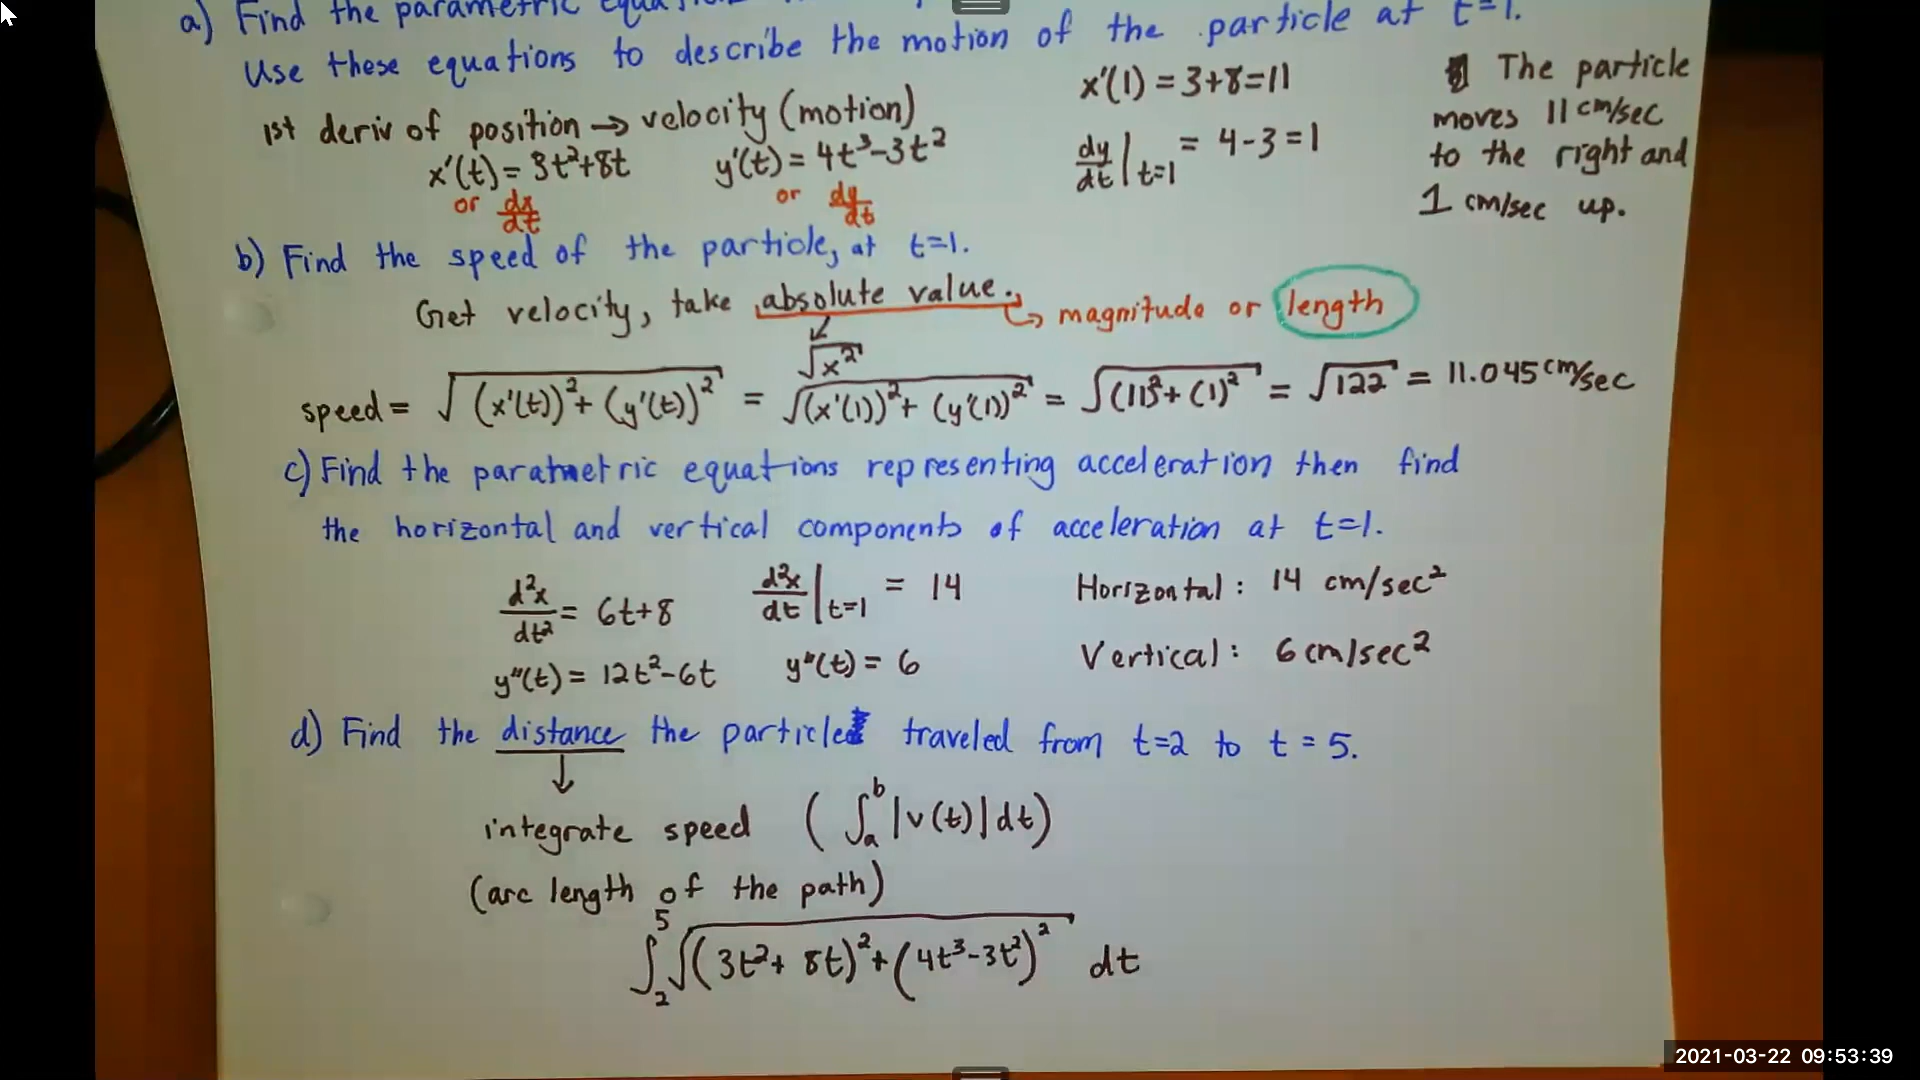 a) Find the parametric t=1.
Use these equations to describe the motion of the particle at
1st deriv of position → velocity (motion)
x'(t) = 3t²+8t y'(t) = 4t³-3t²
or dx/dt or dy/dt
x'(1) = 3+8=11
dy/dt|t=1 = 4-3=1
The particle
moves 11 cm/sec
to the right and
1 cm/sec up.
b) Find the speed of the particle, at t=1.
Get velocity, take absolute value. → magnitude or length
√x²
speed = √(x'(t))²+(y'(t))² = √(x'(1))²+(y'(1))² = √(11)²+(1)² = √122 = 11.045 cm/sec
c) Find the parametric equations representing acceleration then find
the horizontal and vertical components of acceleration at t=1.
d²x/dt² = 6t+8 d²x/dt|t=1 = 14 Horizontal: 14 cm/sec²
y"(t) = 12t²-6t y"(t) = 6 Vertical: 6 cm/sec²
d) Find the distance the particle traveled from t=2 to t=5.
↓
integrate speed (∫ₐᵇ|v(t)|dt)
(arc length of the path)
∫₂⁵√(3t²+8t)²+(4t³-3t²)² dt
2021-03-22 09:53:39